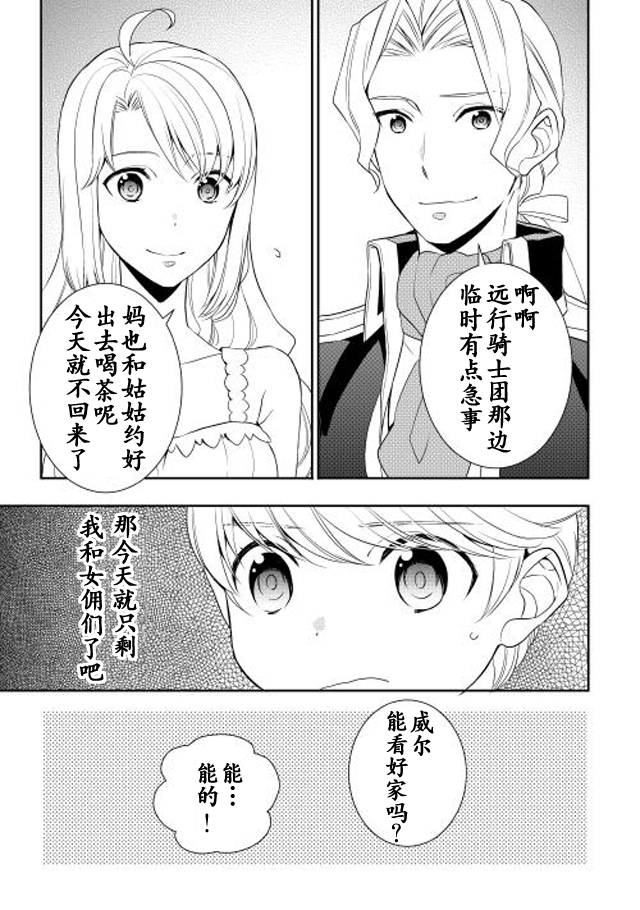 啊啊
远行骑士团那边
临时有点急事
妈也和姑姑约好
出去喝茶呢
今天就不回来了
那今天就只剩
我和女佣们了吧
威尔
能看好家吗？
能…
能的！